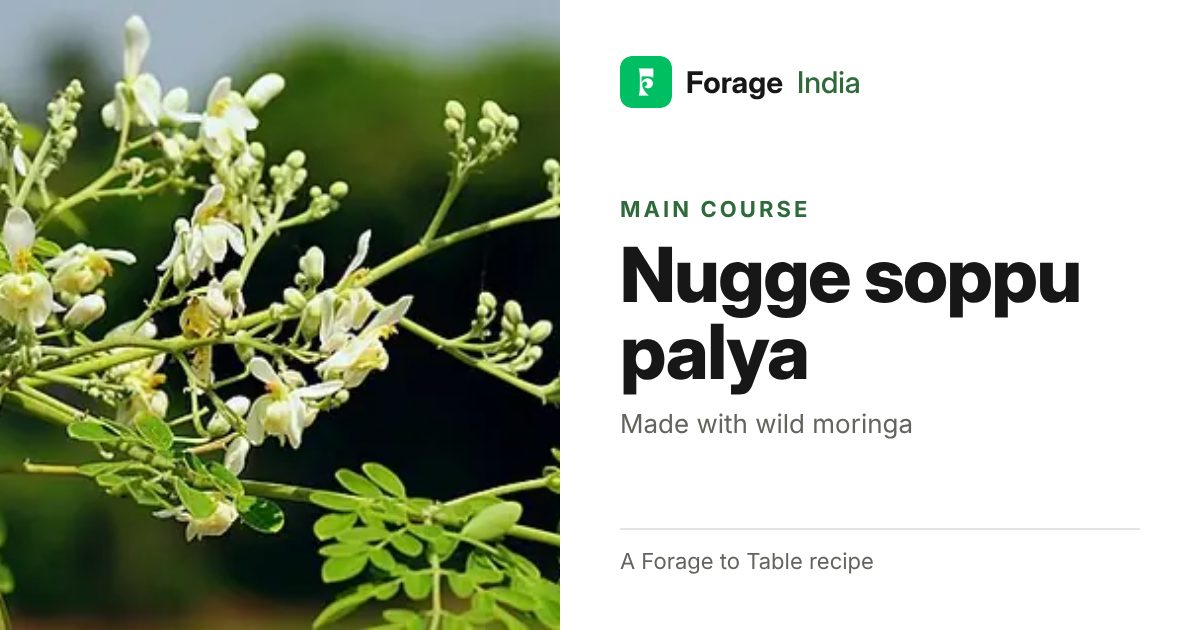 Forage India
MAIN COURSE
Nugge soppu
palya
Made with wild moringa
A Forage to Table recipe